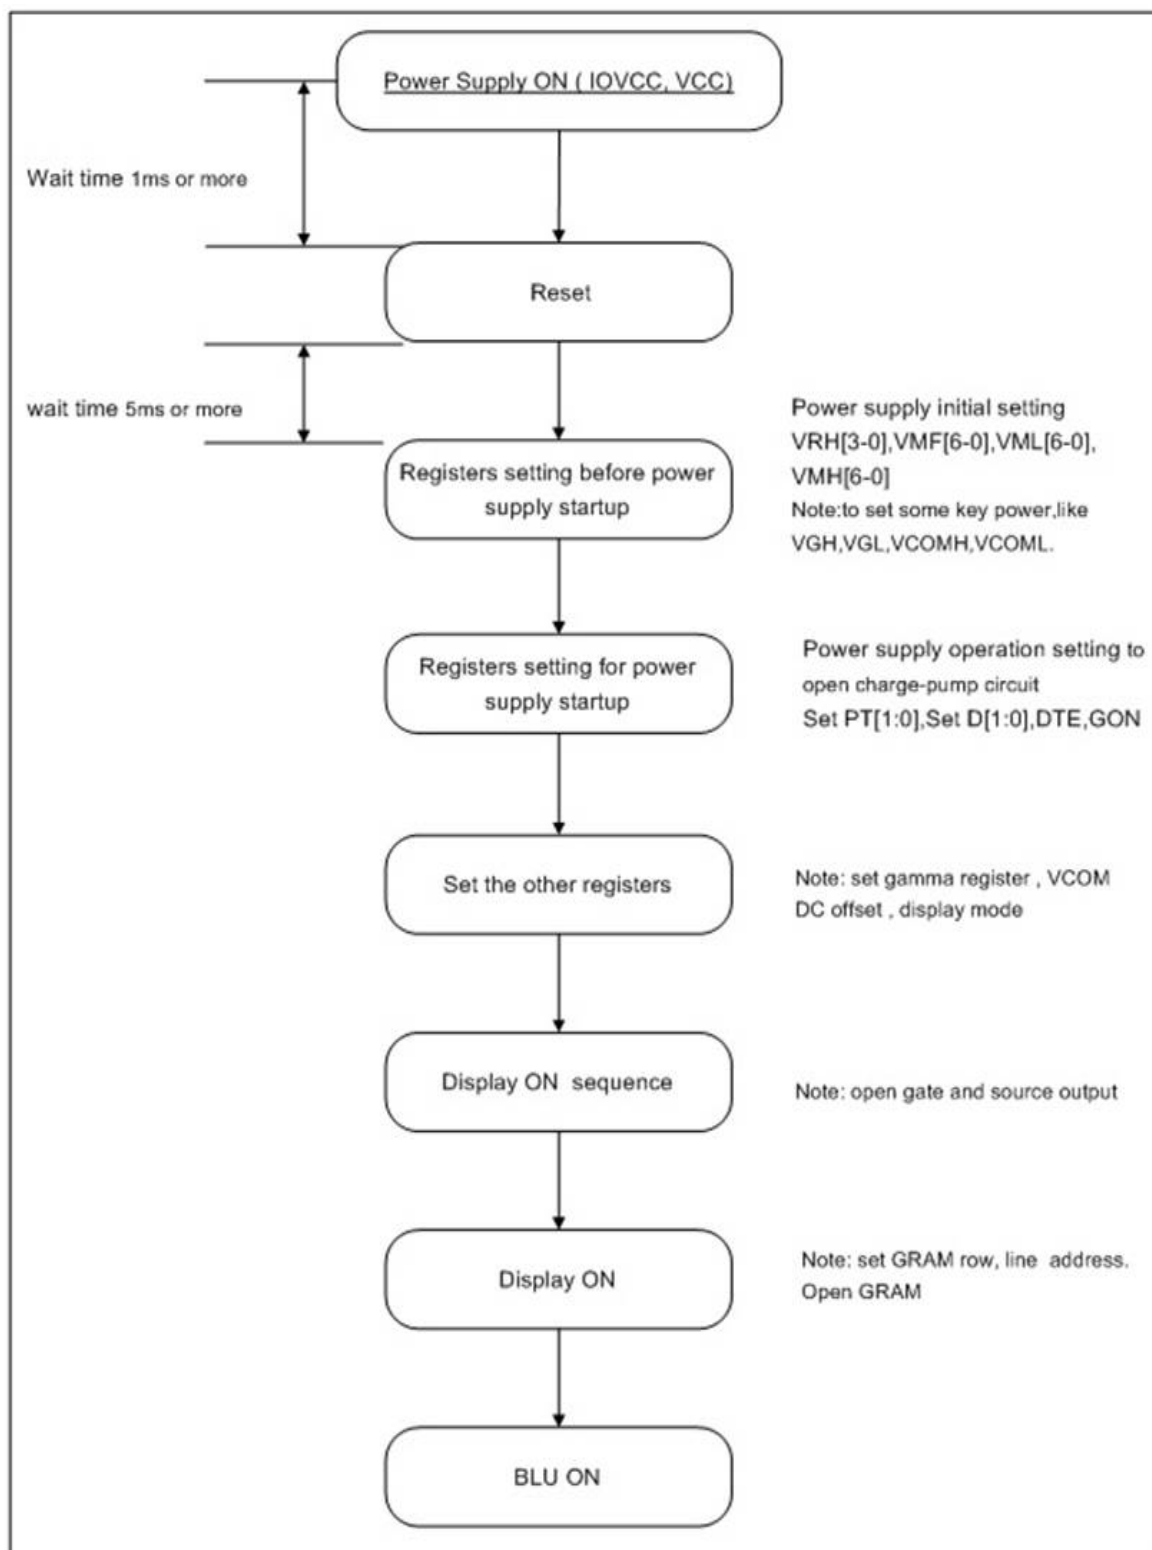 Power Supply ON ( IOVCC, VCC)
Wait time 1ms or more
Reset
wait time 5ms or more
Registers setting before power
supply startup
Power supply initial setting
VRH[3-0],VMF[6-0],VML[6-0],
VMH[6-0]
Note:to set some key power,like
VGH,VGL,VCOMH,VCOML.
Registers setting for power
supply startup
Power supply operation setting to
open charge-pump circuit
Set PT[1:0],Set D[1:0],DTE,GON
Set the other registers
Note: set gamma register , VCOM
DC offset , display mode
Display ON sequence
Note: open gate and source output
Display ON
Note: set GRAM row, line address.
Open GRAM
BLU ON